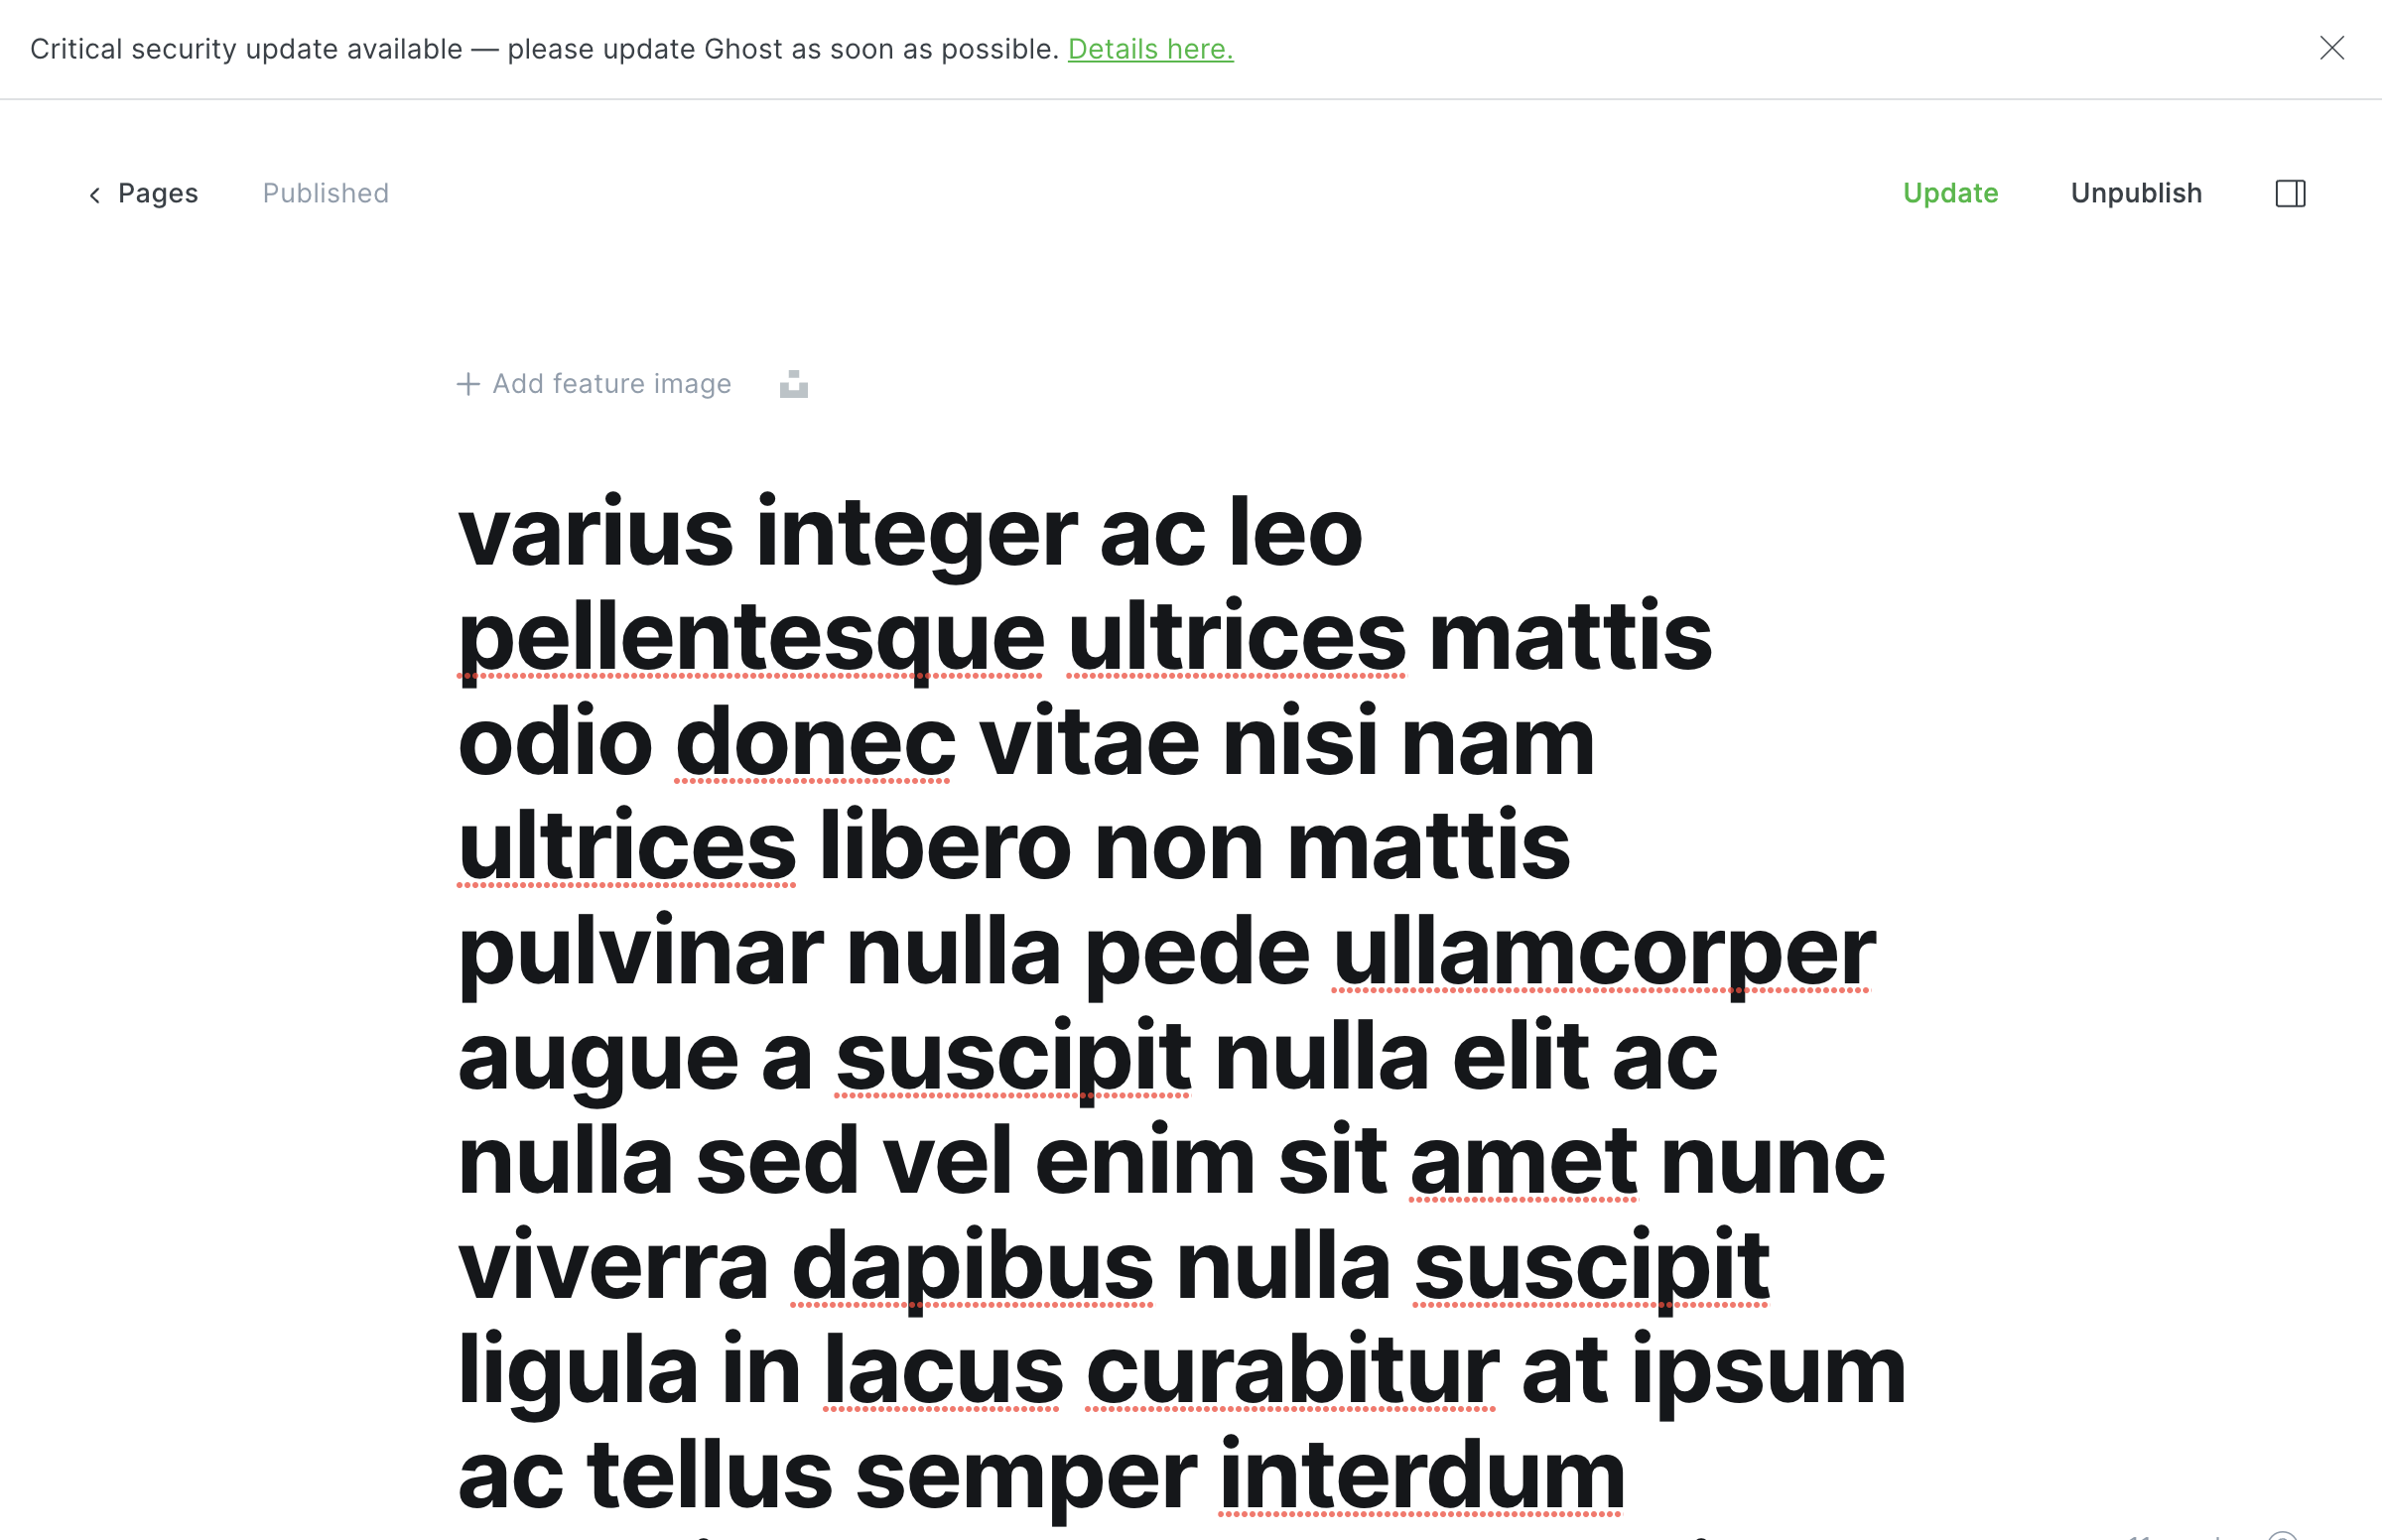 Critical security update available — please update Ghost as soon as possible. Details here.
Pages Published Update Unpublish
Add feature image
varius integer ac leo
pellentesque ultrices mattis
odio donec vitae nisi nam
ultrices libero non mattis
pulvinar nulla pede ullamcorper
augue a suscipit nulla elit ac
nulla sed vel enim sit amet nunc
viverra dapibus nulla suscipit
ligula in lacus curabitur at ipsum
ac tellus semper interdum